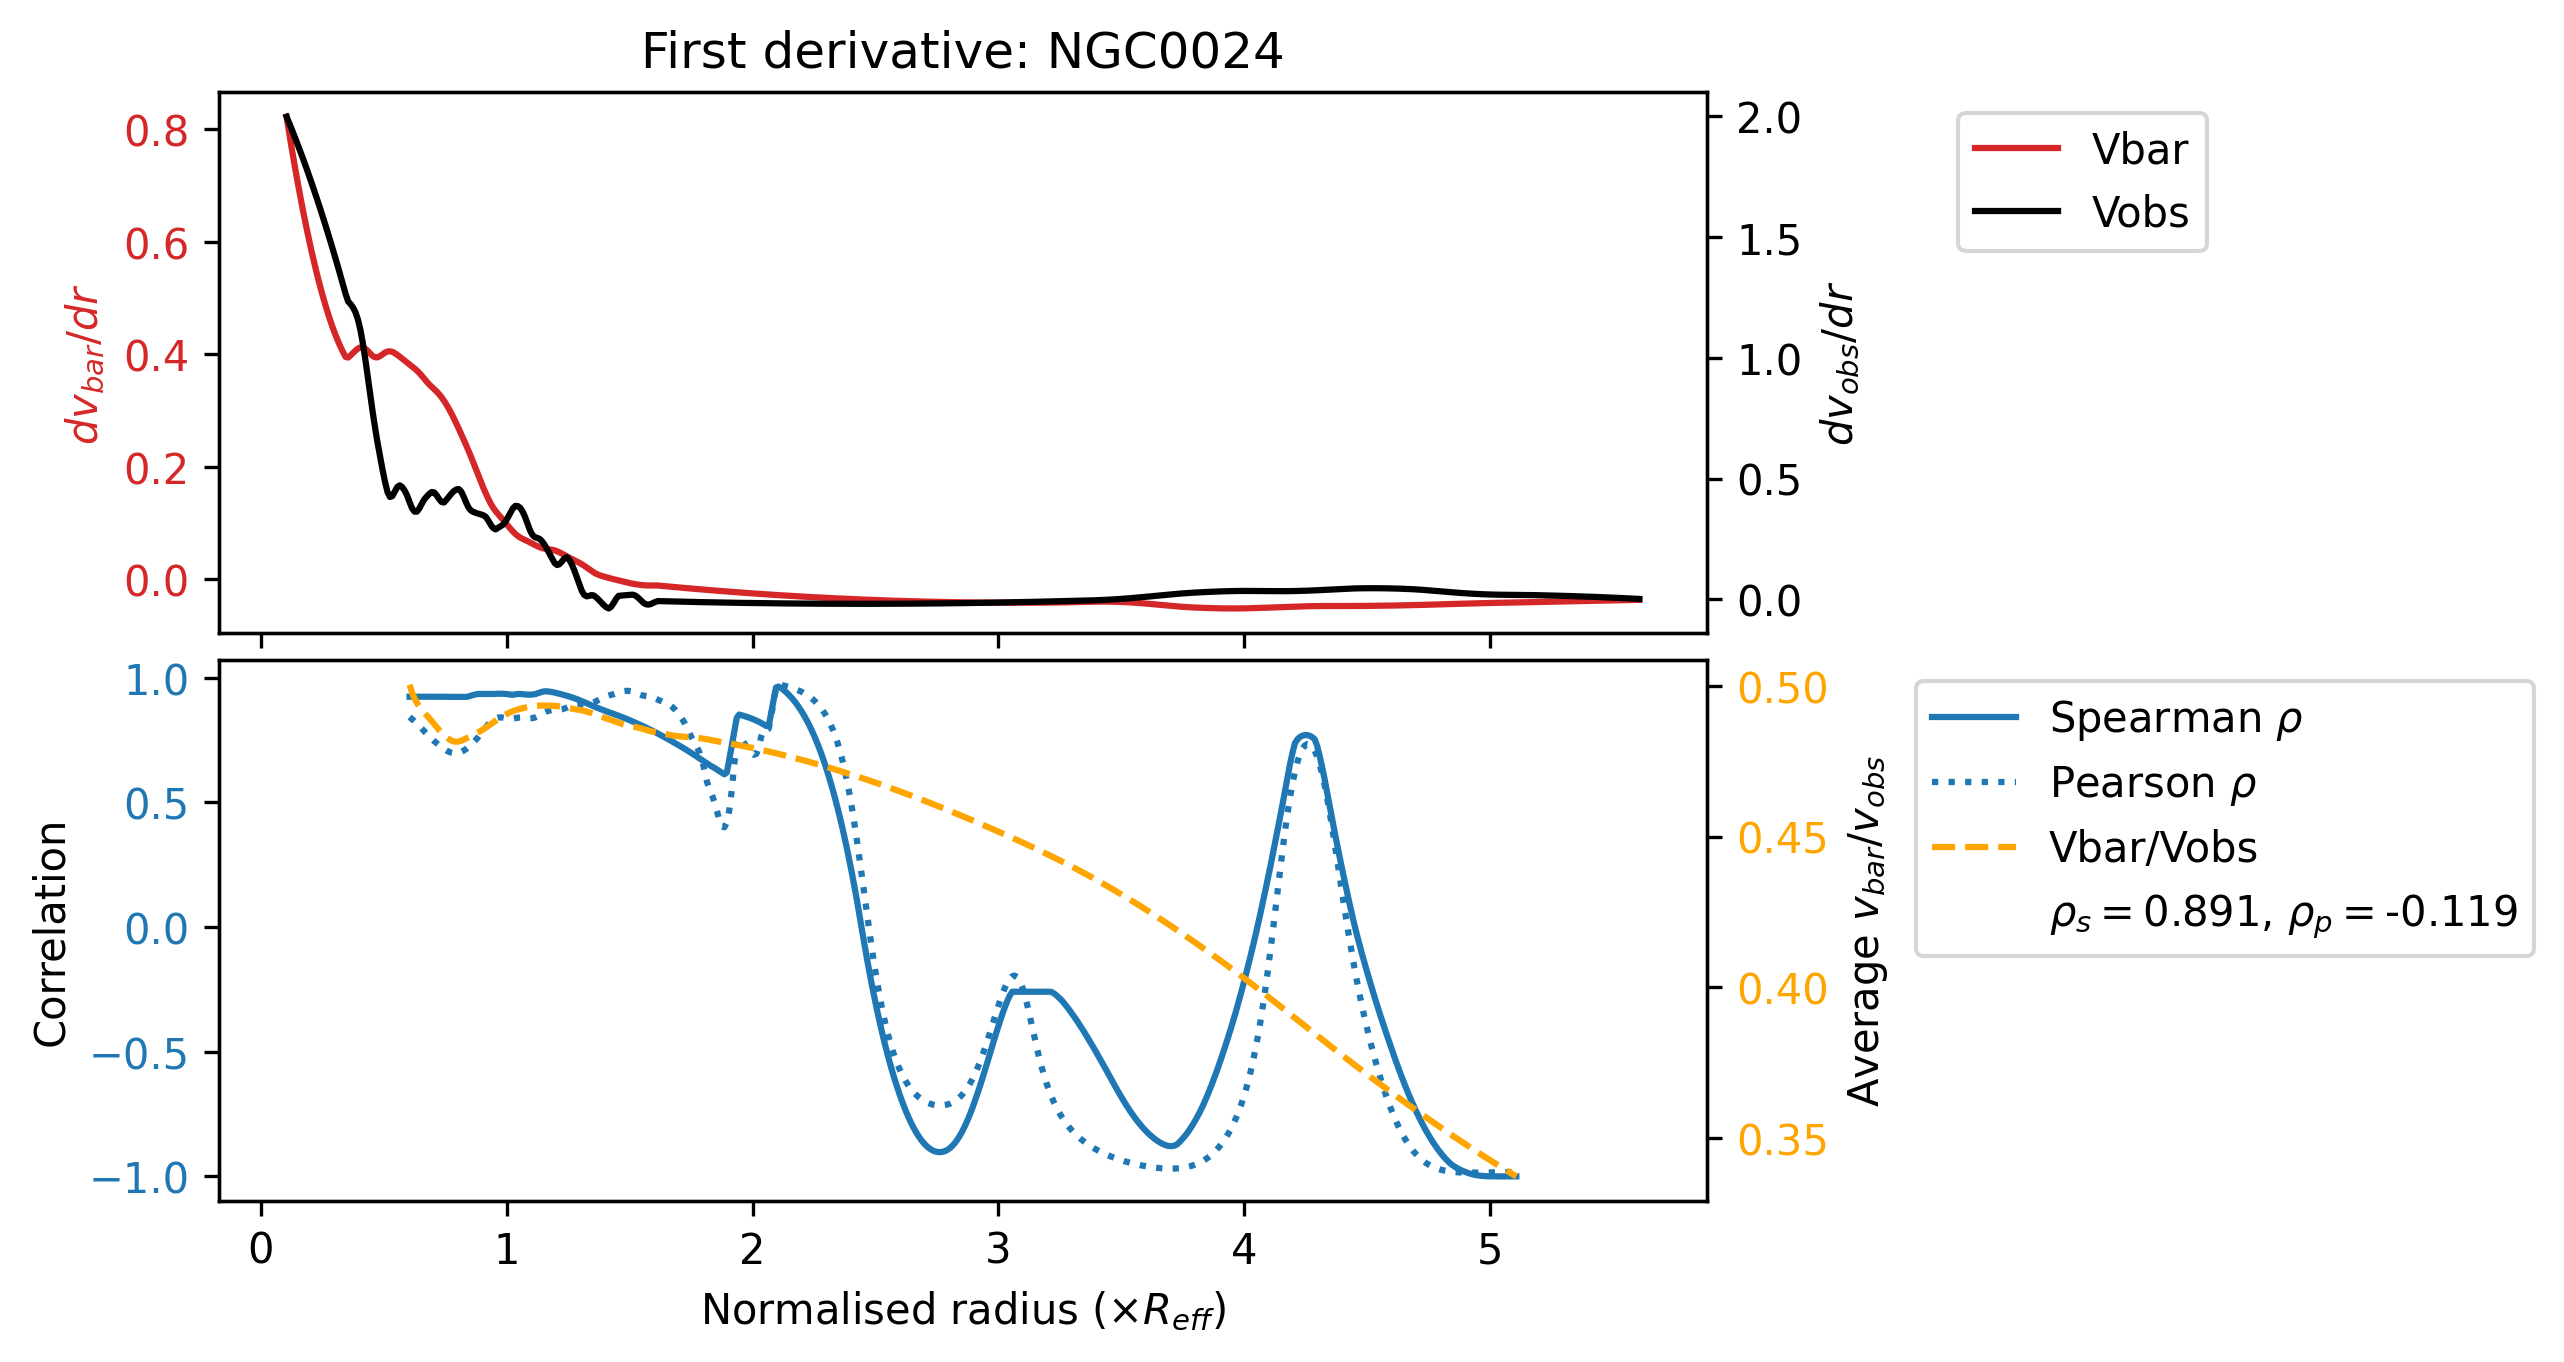 First derivative: NGC0024
0.8
0.6
0.4
0.2
0.0
dv_bar/dr
2.0
1.5
1.0
0.5
0.0
dv_obs/dr
Vbar
Vobs
1.0
0.5
0.0
−0.5
−1.0
Correlation
0.50
0.45
0.40
0.35
Average v_bar/v_obs
Spearman ρ
Pearson ρ
Vbar/Vobs
ρ_s = 0.891, ρ_p = -0.119
0 1 2 3 4 5
Normalised radius (×R_eff)